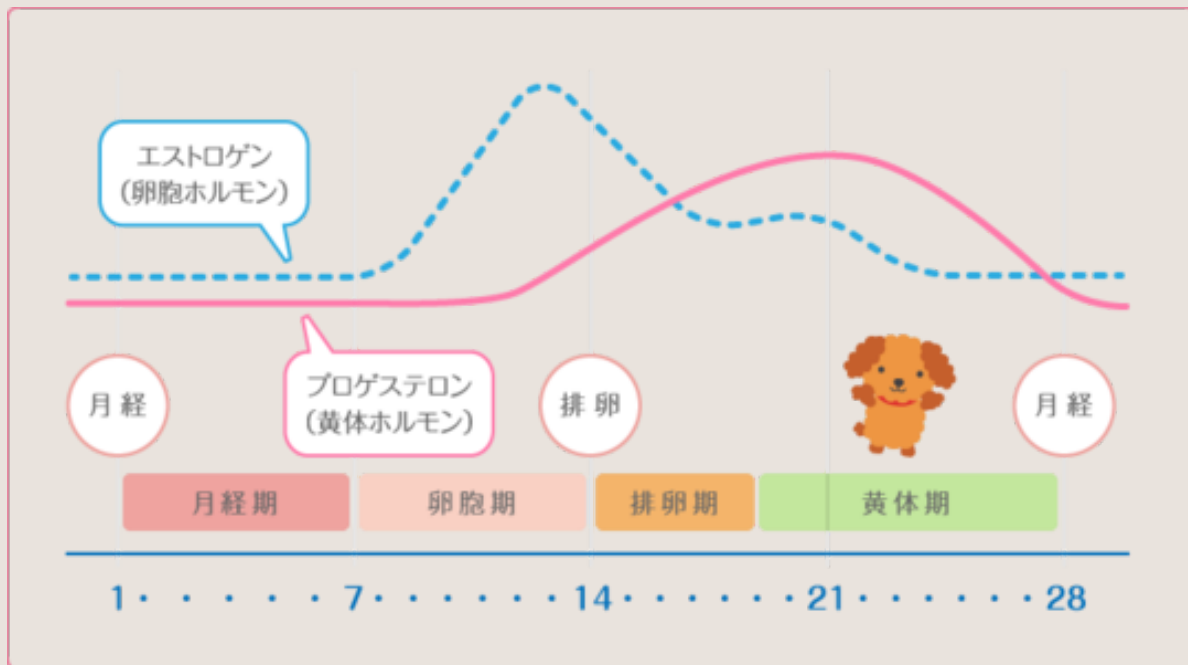 エストロゲン
(卵胞ホルモン)
プロゲステロン
(黄体ホルモン)
月経
排卵
月経
月経期
卵胞期
排卵期
黄体期
1・・・・・7・・・・・・14・・・・・・21・・・・・・28